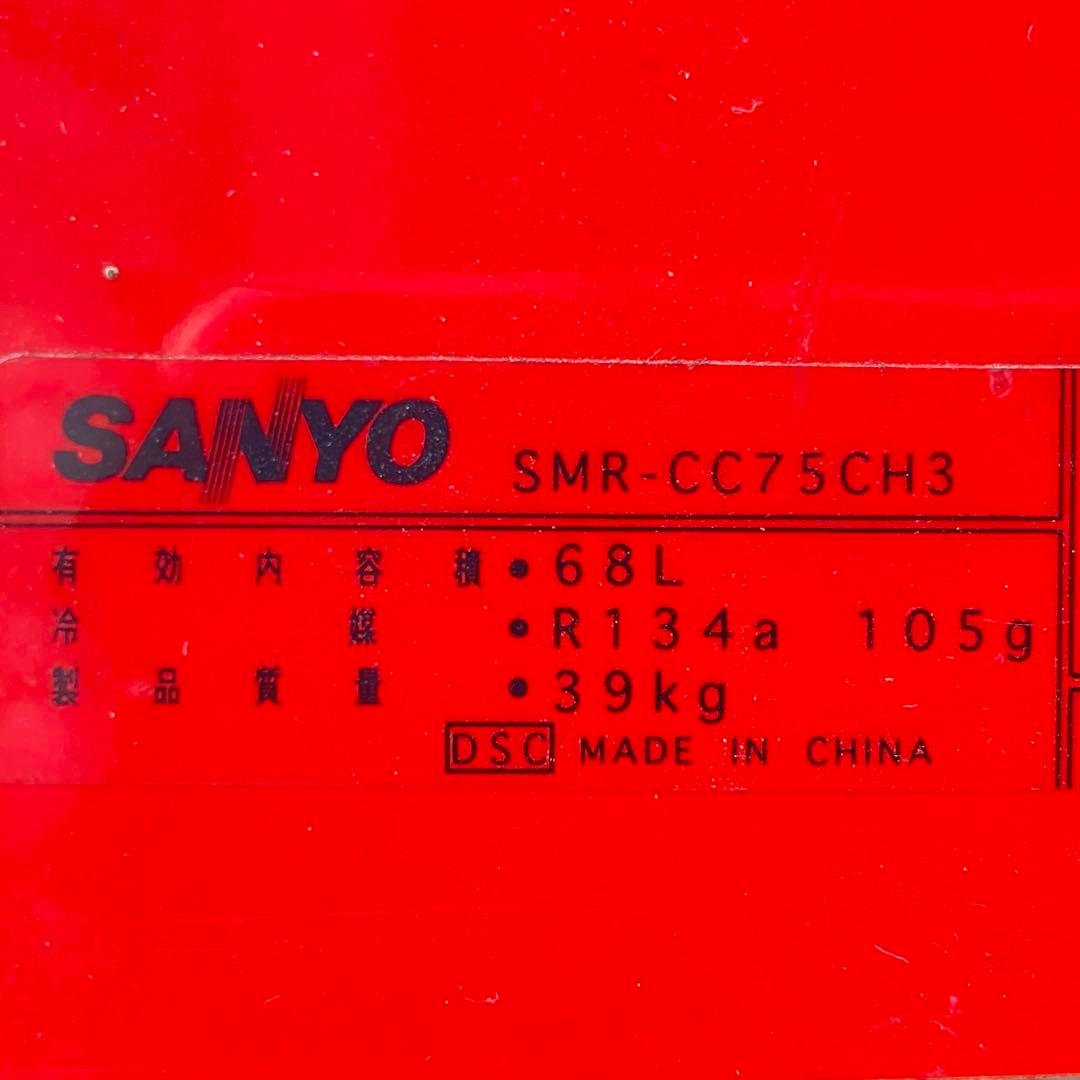 SANYO SMR-CC75CH3
有効内容積•68L
冷媒•R134a 105g
製品質量•39kg
DSC MADE IN CHINA